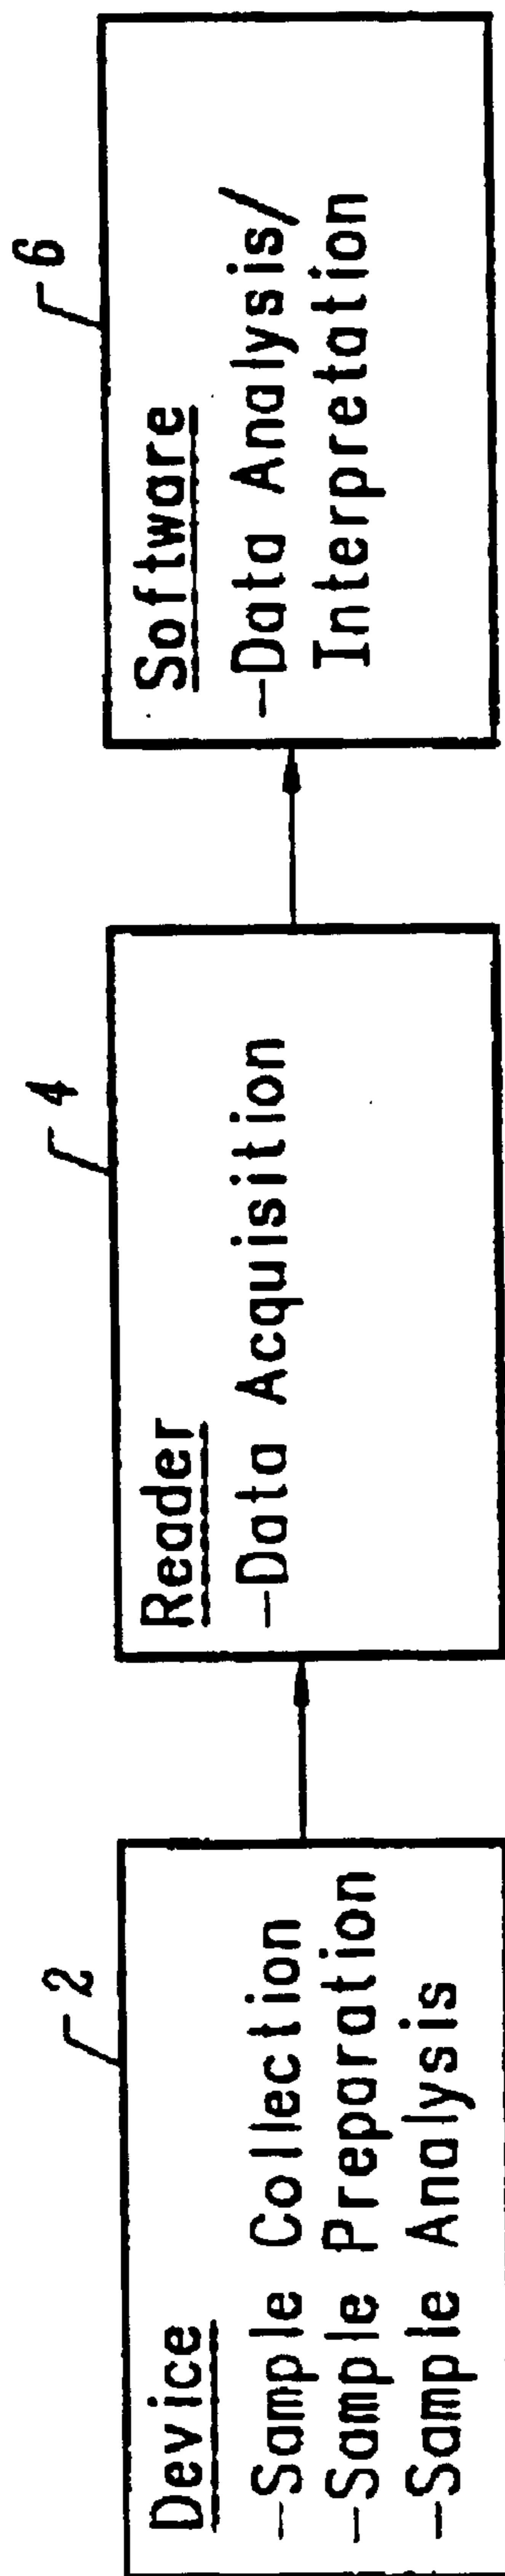 2
Device
-Sample Collection
-Sample Preparation
-Sample Analysis
4
Reader
-Data Acquisition
6
Software
-Data Analysis/
Interpretation